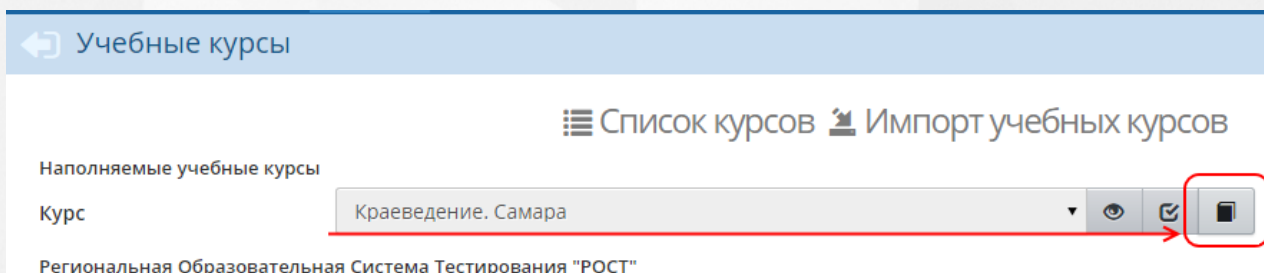 Учебные курсы
Список курсов Импорт учебных курсов
Наполняемые учебные курсы
Курс Краеведение. Самара
Региональная Образовательная Система Тестирования "РОСТ"